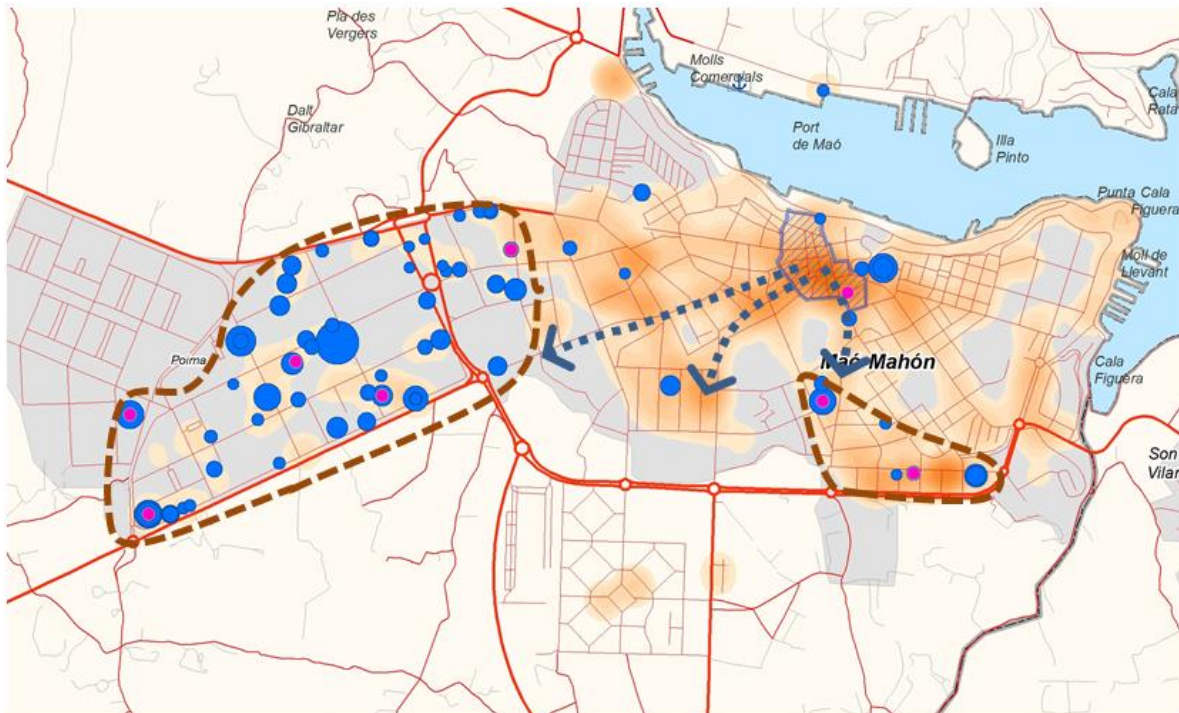 Pla des
Vergers
Molls
Comercials
Cala
Rata
Dalt
Gibraltar
Port
de Maó
Illa
Pinto
Punta Cala
Figuera
Moll de
Llevant
Poima
Maó Mahón
Cala
Figuera
Son
Vilar